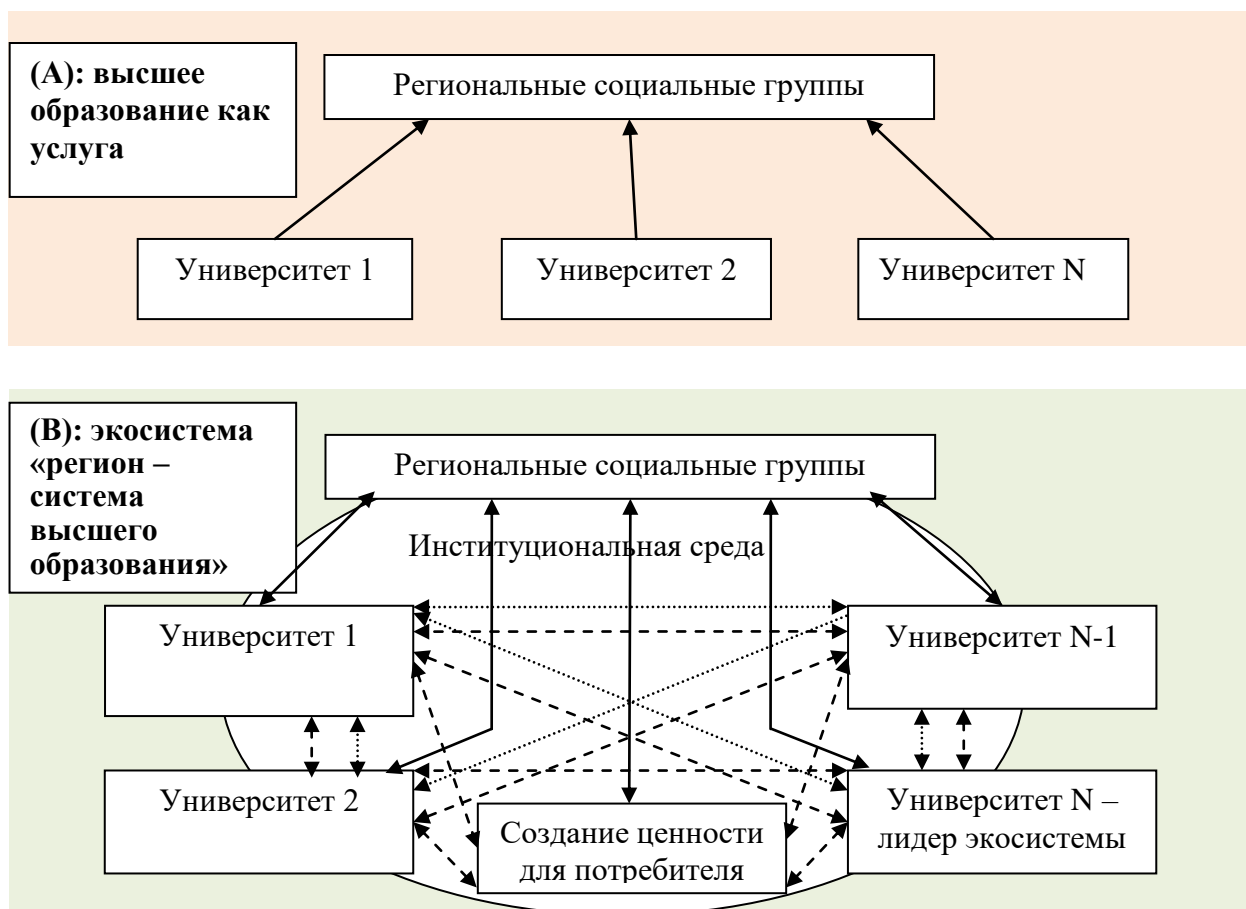 (А): высшее
образование как
услуга
Региональные социальные группы
Университет 1
Университет 2
Университет N
(В): экосистема
«регион –
система
высшего
образования»
Региональные социальные группы
Институциональная среда
Университет 1
Университет N-1
Университет 2
Университет N –
лидер экосистемы
Создание ценности
для потребителя